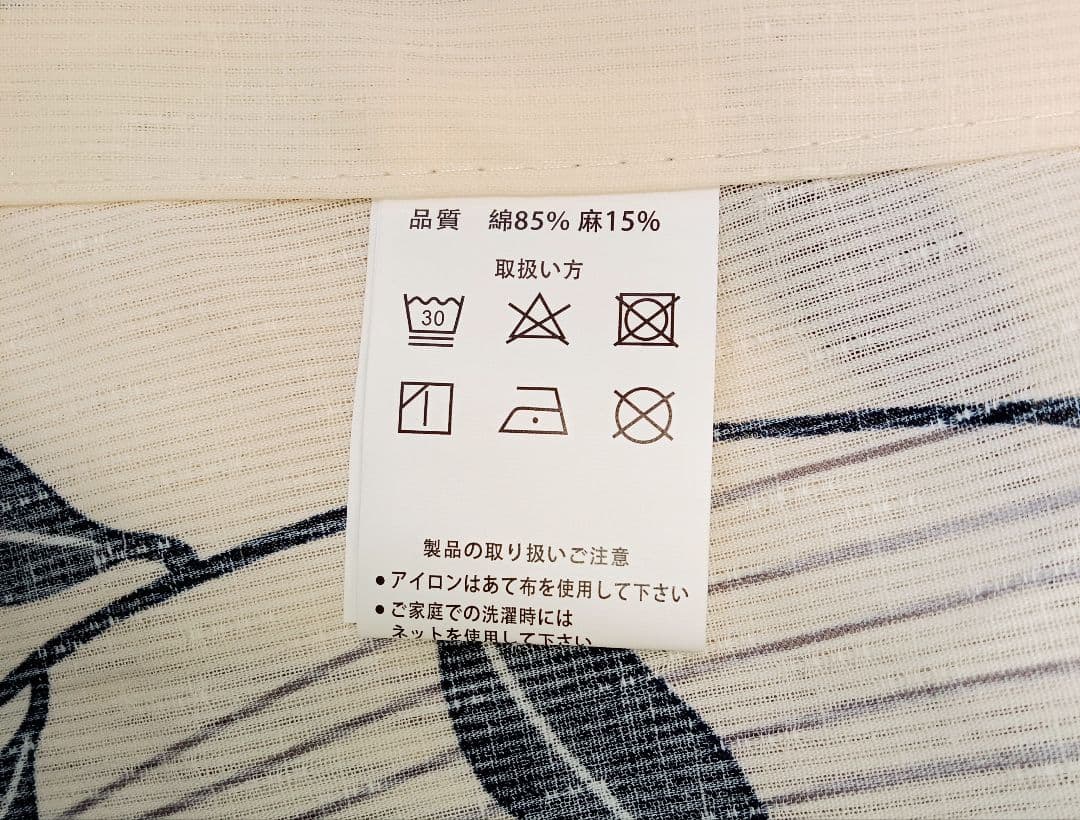 品質 綿85% 麻15%
取扱い方
30
製品の取り扱いご注意
●アイロンはあて布を使用して下さい
●ご家庭での洗濯時には
ネットを使用して下さい